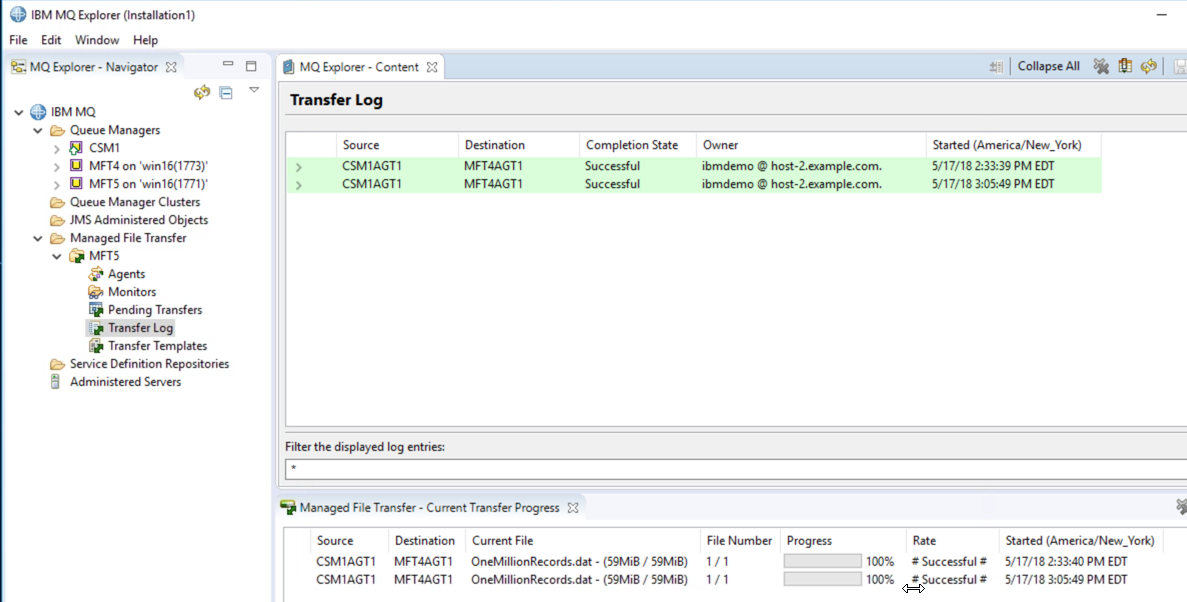 IBM MQ Explorer (Installation1)
File Edit Window Help
MQ Explorer - Navigator
IBM MQ
Queue Managers
CSM1
MFT4 on 'win16(1773)'
MFT5 on 'win16(1771)'
Queue Manager Clusters
JMS Administered Objects
Managed File Transfer
MFT5
Agents
Monitors
Pending Transfers
Transfer Log
Transfer Templates
Service Definition Repositories
Administered Servers
MQ Explorer - Content
Collapse All
Transfer Log
Source Destination Completion State Owner Started (America/New_York)
CSM1AGT1 MFT4AGT1 Successful ibmdemo @ host-2.example.com. 5/17/18 2:33:39 PM EDT
CSM1AGT1 MFT4AGT1 Successful ibmdemo @ host-2.example.com. 5/17/18 3:05:49 PM EDT
Filter the displayed log entries:
*
Managed File Transfer - Current Transfer Progress
Source Destination Current File File Number Progress Rate Started (America/New_York)
CSM1AGT1 MFT4AGT1 OneMillionRecords.dat - (59MiB / 59MiB) 1 / 1 100% # Successful # 5/17/18 2:33:40 PM EDT
CSM1AGT1 MFT4AGT1 OneMillionRecords.dat - (59MiB / 59MiB) 1 / 1 100% # Successful # 5/17/18 3:05:49 PM EDT